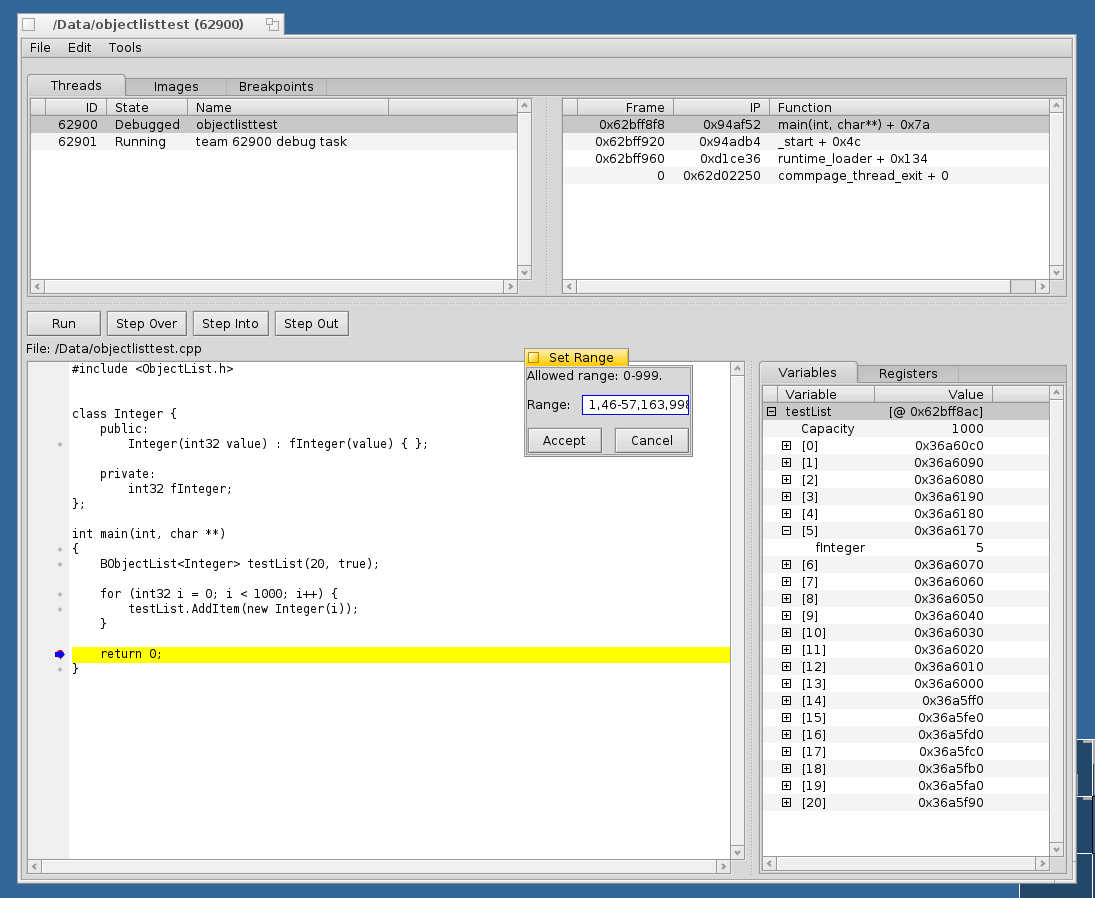 /Data/objectlisttest (62900)
File Edit Tools
Threads Images Breakpoints
ID State Name
62900 Debugged objectlisttest
62901 Running team 62900 debug task
Frame IP Function
0x62bff8f8 0x94af52 main(int, char**) + 0x7a
0x62bff920 0x94adb4 _start + 0x4c
0x62bff960 0xd1ce36 runtime_loader + 0x134
0 0x62d02250 commpage_thread_exit + 0
Run Step Over Step Into Step Out
File: /Data/objectlisttest.cpp
#include <ObjectList.h>
class Integer {
public:
Integer(int32 value) : fInteger(value) { };
private:
int32 fInteger;
};
int main(int, char **)
{
BObjectList<Integer> testList(20, true);
for (int32 i = 0; i < 1000; i++) {
testList.AddItem(new Integer(i));
}
return 0;
}
Set Range
Allowed range: 0-999.
Range: 1,46-57,163,998
Accept Cancel
Variables Registers
Variable Value
testList [@ 0x62bff8ac]
Capacity 1000
[0] 0x36a60c0
[1] 0x36a6090
[2] 0x36a6080
[3] 0x36a6190
[4] 0x36a6180
[5] 0x36a6170
fInteger 5
[6] 0x36a6070
[7] 0x36a6060
[8] 0x36a6050
[9] 0x36a6040
[10] 0x36a6030
[11] 0x36a6020
[12] 0x36a6010
[13] 0x36a6000
[14] 0x36a5ff0
[15] 0x36a5fe0
[16] 0x36a5fd0
[17] 0x36a5fc0
[18] 0x36a5fb0
[19] 0x36a5fa0
[20] 0x36a5f90